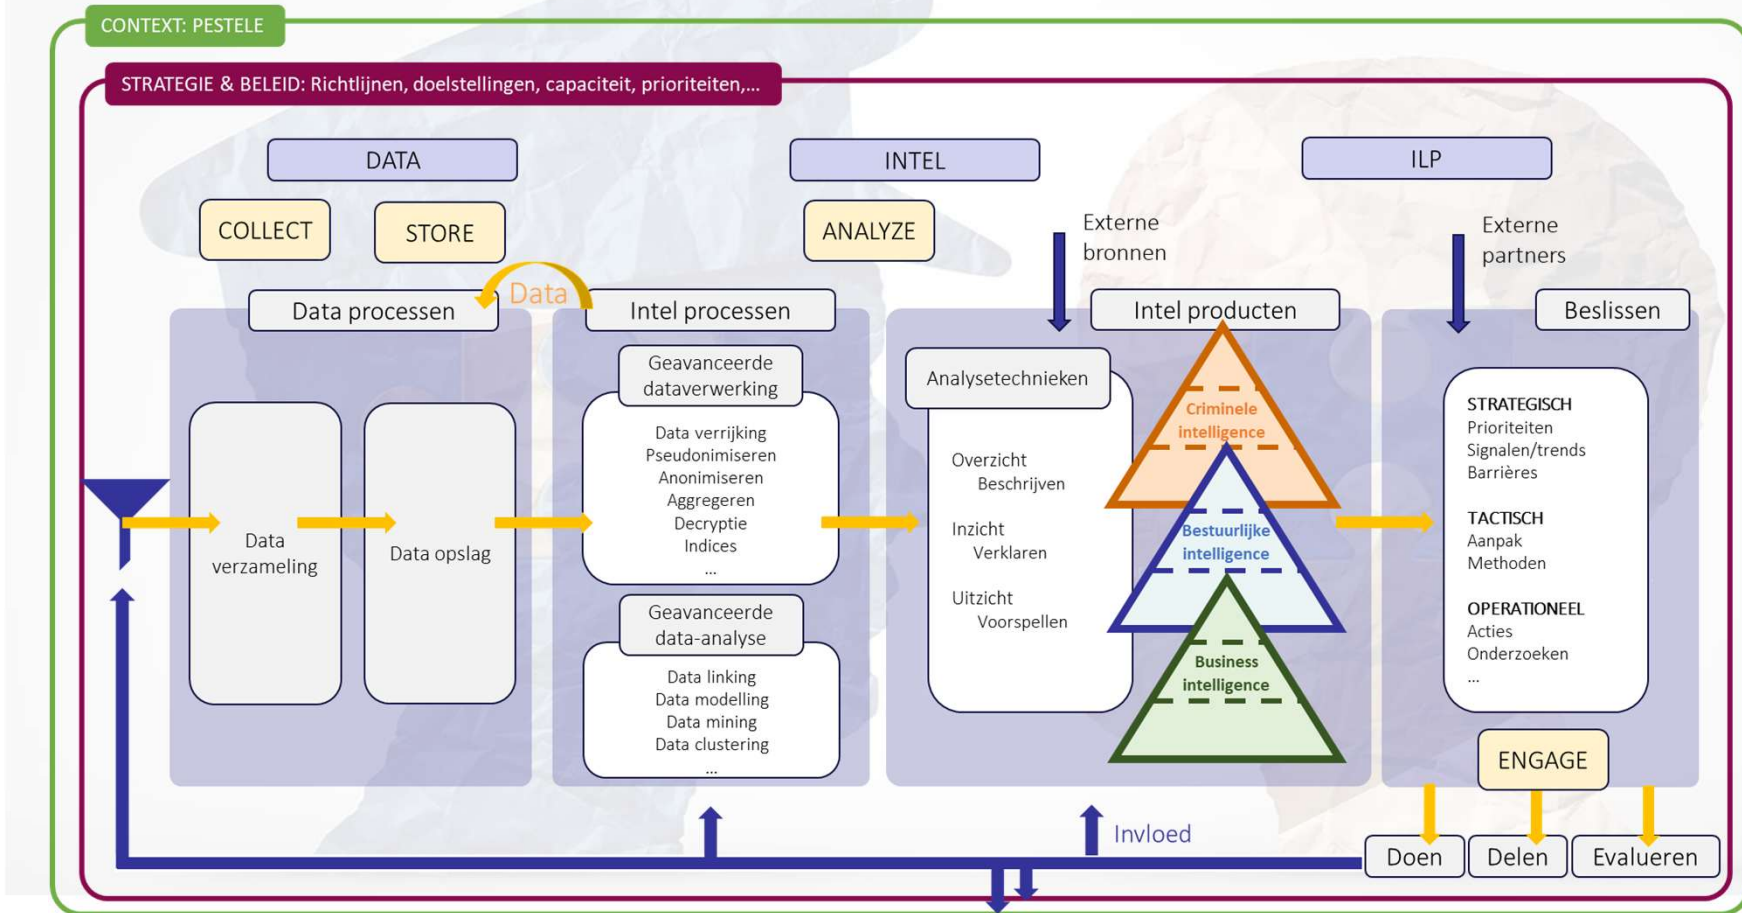 CONTEXT: PESTELE
STRATEGIE & BELEID: Richtlijnen, doelstellingen, capaciteit, prioriteiten,...
DATA
INTEL
ILP
COLLECT
STORE
ANALYZE
Externe
bronnen
Externe
partners
Data
Data processen
Intel processen
Intel producten
Beslissen
Data
verzameling
Data opslag
Geavanceerde
dataverwerking
Data verrijking
Pseudonimiseren
Anonimiseren
Aggregeren
Decryptie
Indices
...
Geavanceerde
data-analyse
Data linking
Data modelling
Data mining
Data clustering
...
Analysetechnieken
Overzicht
Beschrijven
Inzicht
Verklaren
Uitzicht
Voorspellen
Criminele
intelligence
Bestuurlijke
intelligence
Business
intelligence
STRATEGISCH
Prioriteiten
Signalen/trends
Barrières
TACTISCH
Aanpak
Methoden
OPERATIONEEL
Acties
Onderzoeken
...
ENGAGE
Invloed
Doen
Delen
Evalueren